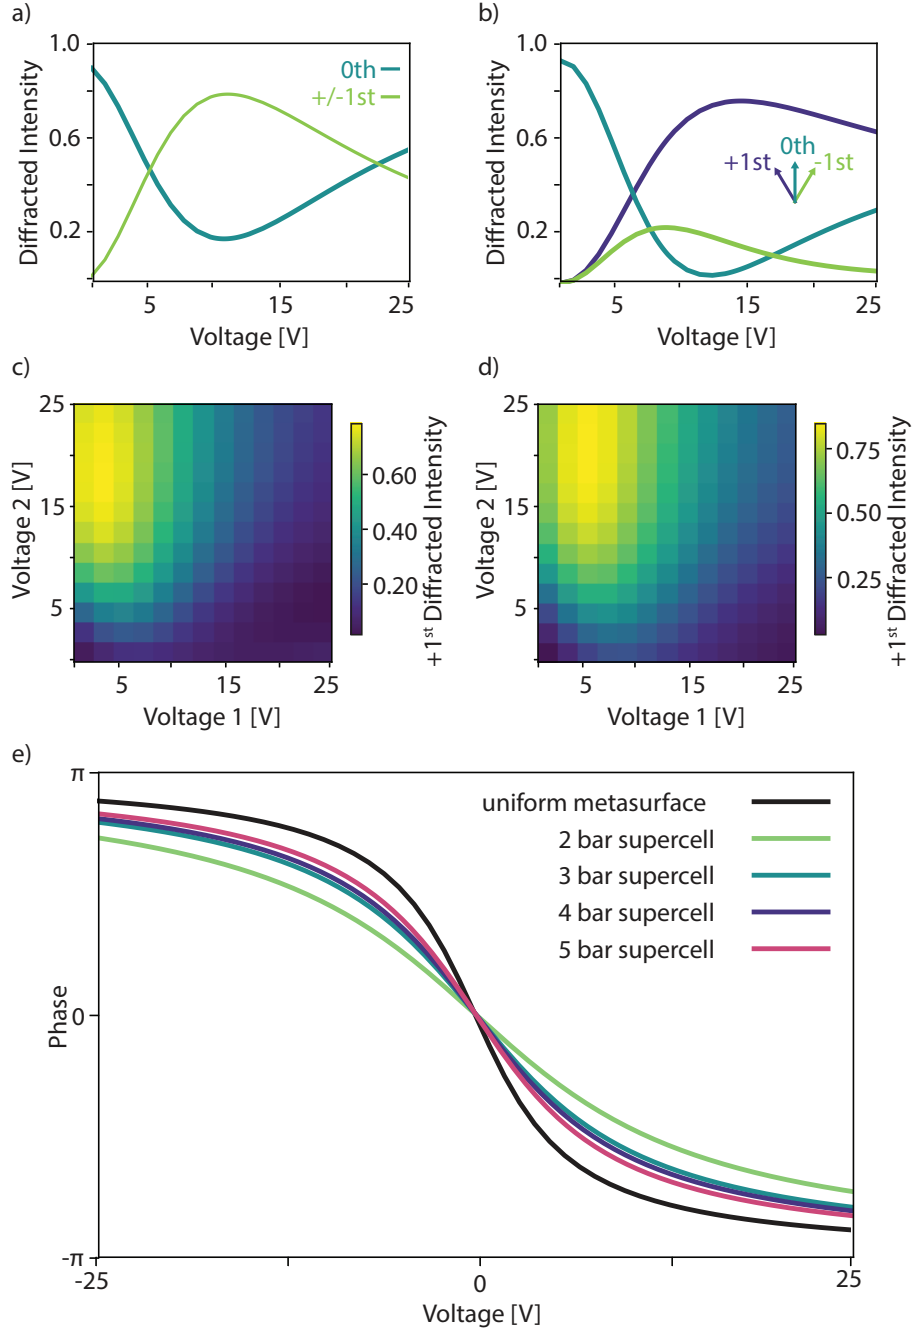 a)
1.0
0.6
0.2
Diffracted Intensity
0th
+/-1st
5
15
25
Voltage [V]
b)
1.0
0.6
0.2
Diffracted Intensity
0th
+1st
-1st
5
15
25
Voltage [V]
c)
25
15
5
Voltage 2 [V]
5
15
25
Voltage 1 [V]
0.60
0.40
0.20
+1st Diffracted Intensity
d)
25
15
5
Voltage 2 [V]
5
15
25
Voltage 1 [V]
0.75
0.50
0.25
+1st Diffracted Intensity
e)
π
0
-π
Phase
uniform metasurface
2 bar supercell
3 bar supercell
4 bar supercell
5 bar supercell
-25
0
25
Voltage [V]